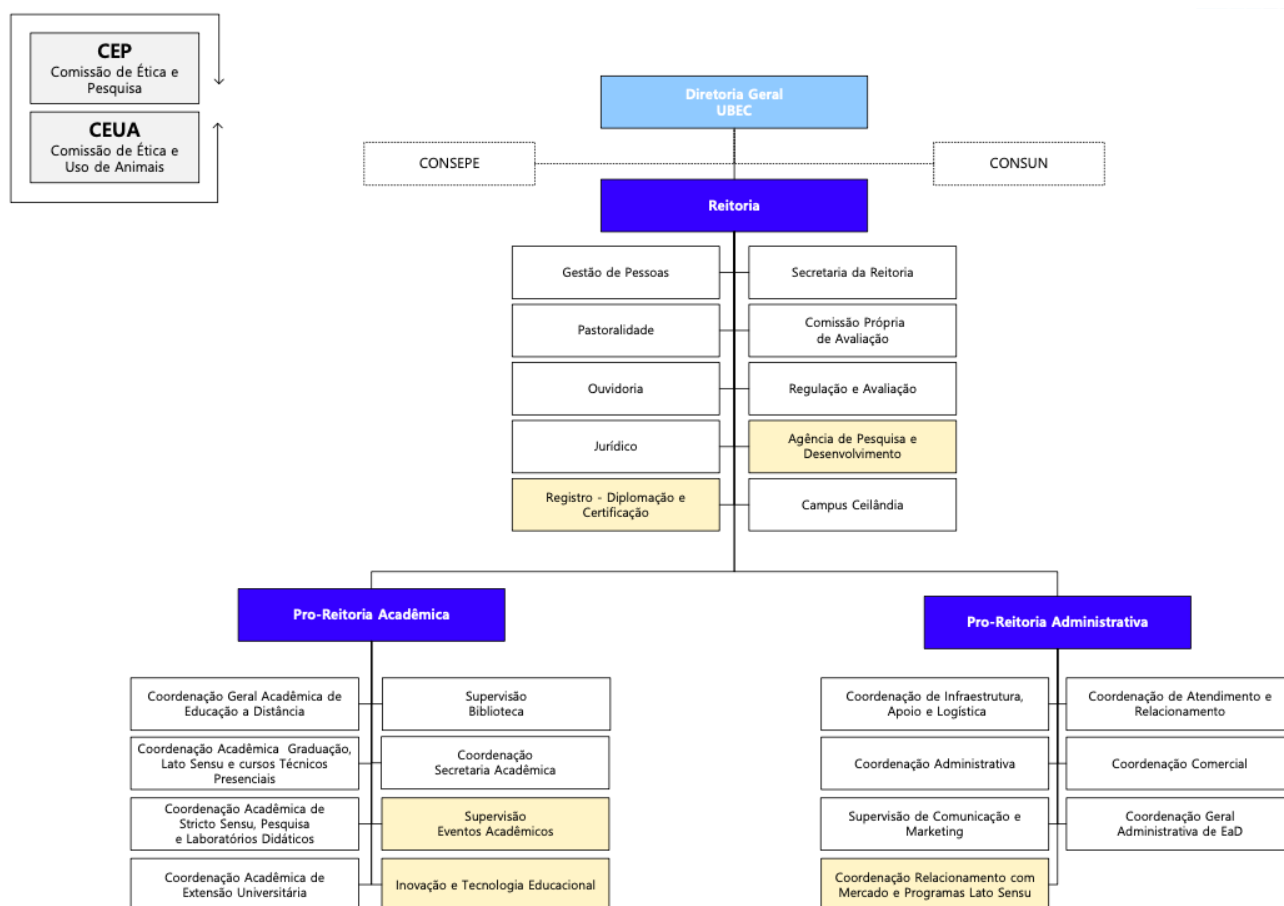 CEP
Comissão de Ética e
Pesquisa
CEUA
Comissão de Ética e
Uso de Animais
Diretoria Geral
UBEC
CONSEPE
CONSUN
Reitoria
Gestão de Pessoas
Secretaria da Reitoria
Pastoralidade
Comissão Própria
de Avaliação
Ouvidoria
Regulação e Avaliação
Jurídico
Agência de Pesquisa e
Desenvolvimento
Registro - Diplomação e
Certificação
Campus Ceilândia
Pro-Reitoria Acadêmica
Coordenação Geral Acadêmica de
Educação a Distância
Supervisão
Biblioteca
Coordenação Acadêmica Graduação,
Lato Sensu e cursos Técnicos
Presenciais
Coordenação
Secretaria Acadêmica
Coordenação Acadêmica de
Stricto Sensu, Pesquisa
e Laboratórios Didáticos
Supervisão
Eventos Acadêmicos
Coordenação Acadêmica de
Extensão Universitária
Inovação e Tecnologia Educacional
Pro-Reitoria Administrativa
Coordenação de Infraestrutura,
Apoio e Logística
Coordenação de Atendimento e
Relacionamento
Coordenação Administrativa
Coordenação Comercial
Supervisão de Comunicação e
Marketing
Coordenação Geral
Administrativa de EaD
Coordenação Relacionamento com
Mercado e Programas Lato Sensu